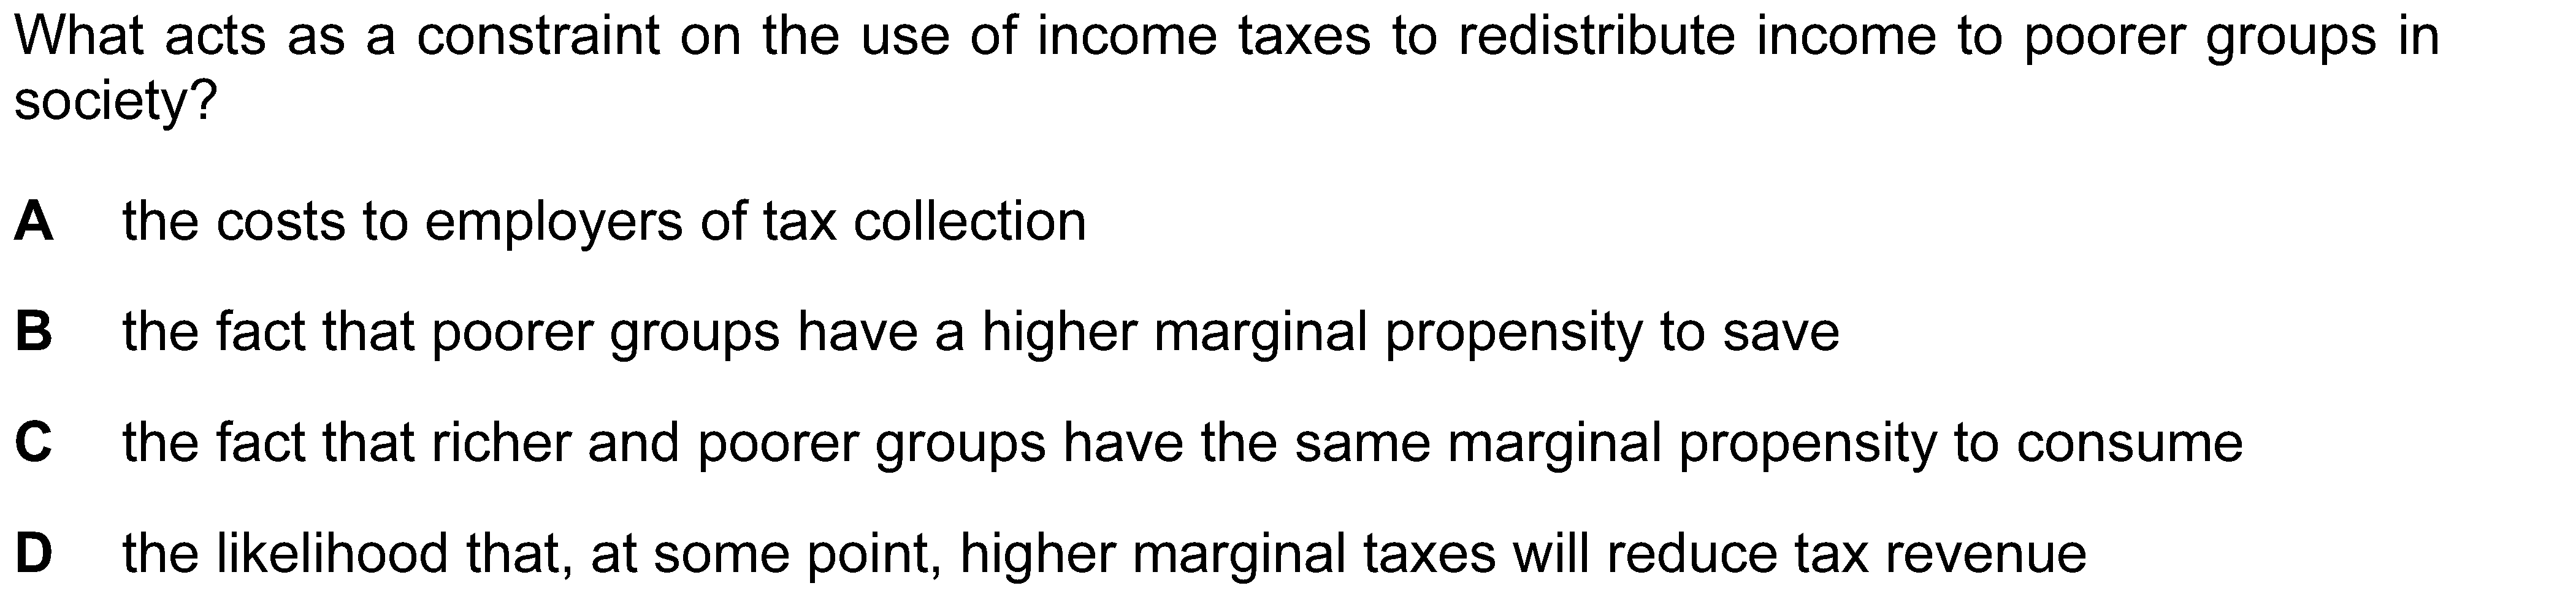 What acts as a constraint on the use of income taxes to redistribute income to poorer groups in
society?
A the costs to employers of tax collection
B the fact that poorer groups have a higher marginal propensity to save
C the fact that richer and poorer groups have the same marginal propensity to consume
D the likelihood that, at some point, higher marginal taxes will reduce tax revenue